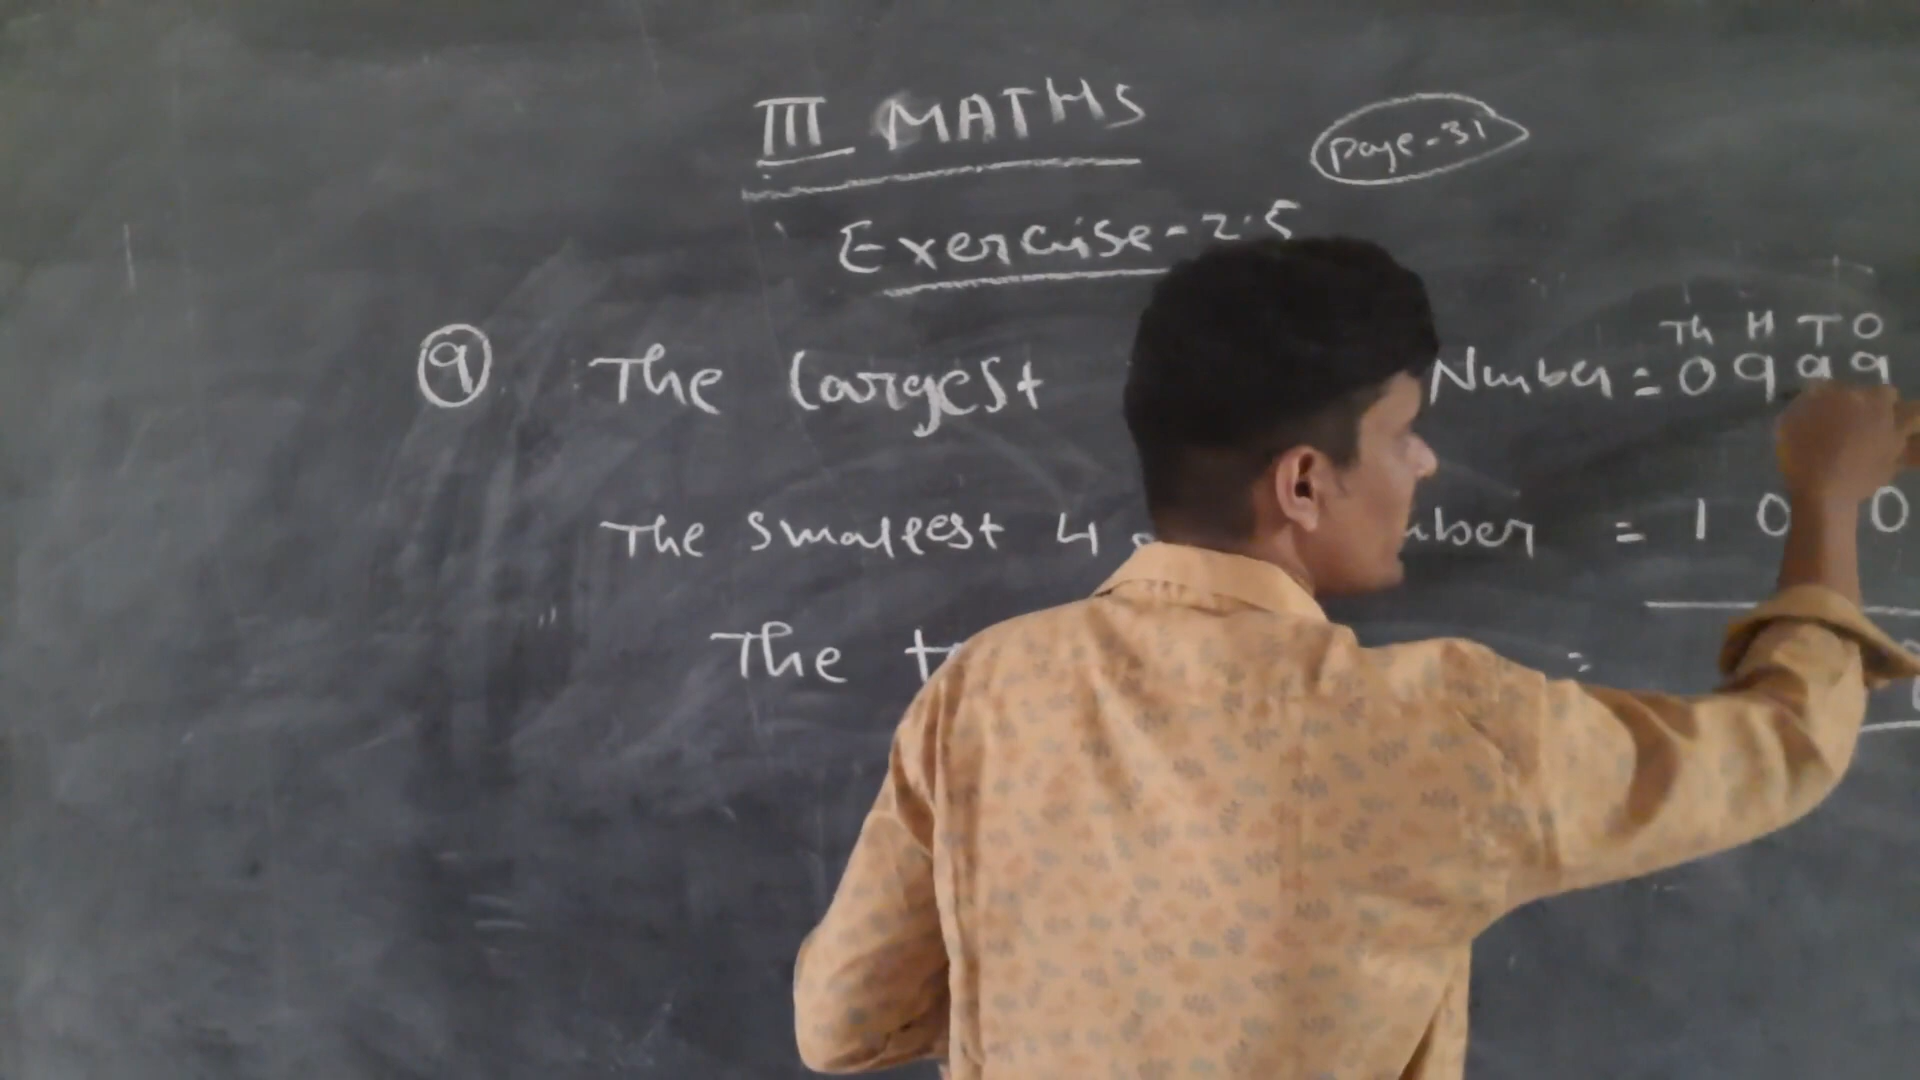 III MATHS
Page-31
Exercise-2.5
Th H T O
9 The largest Number = 0 9 9 9
The smallest 4 = 1 0 0
The =